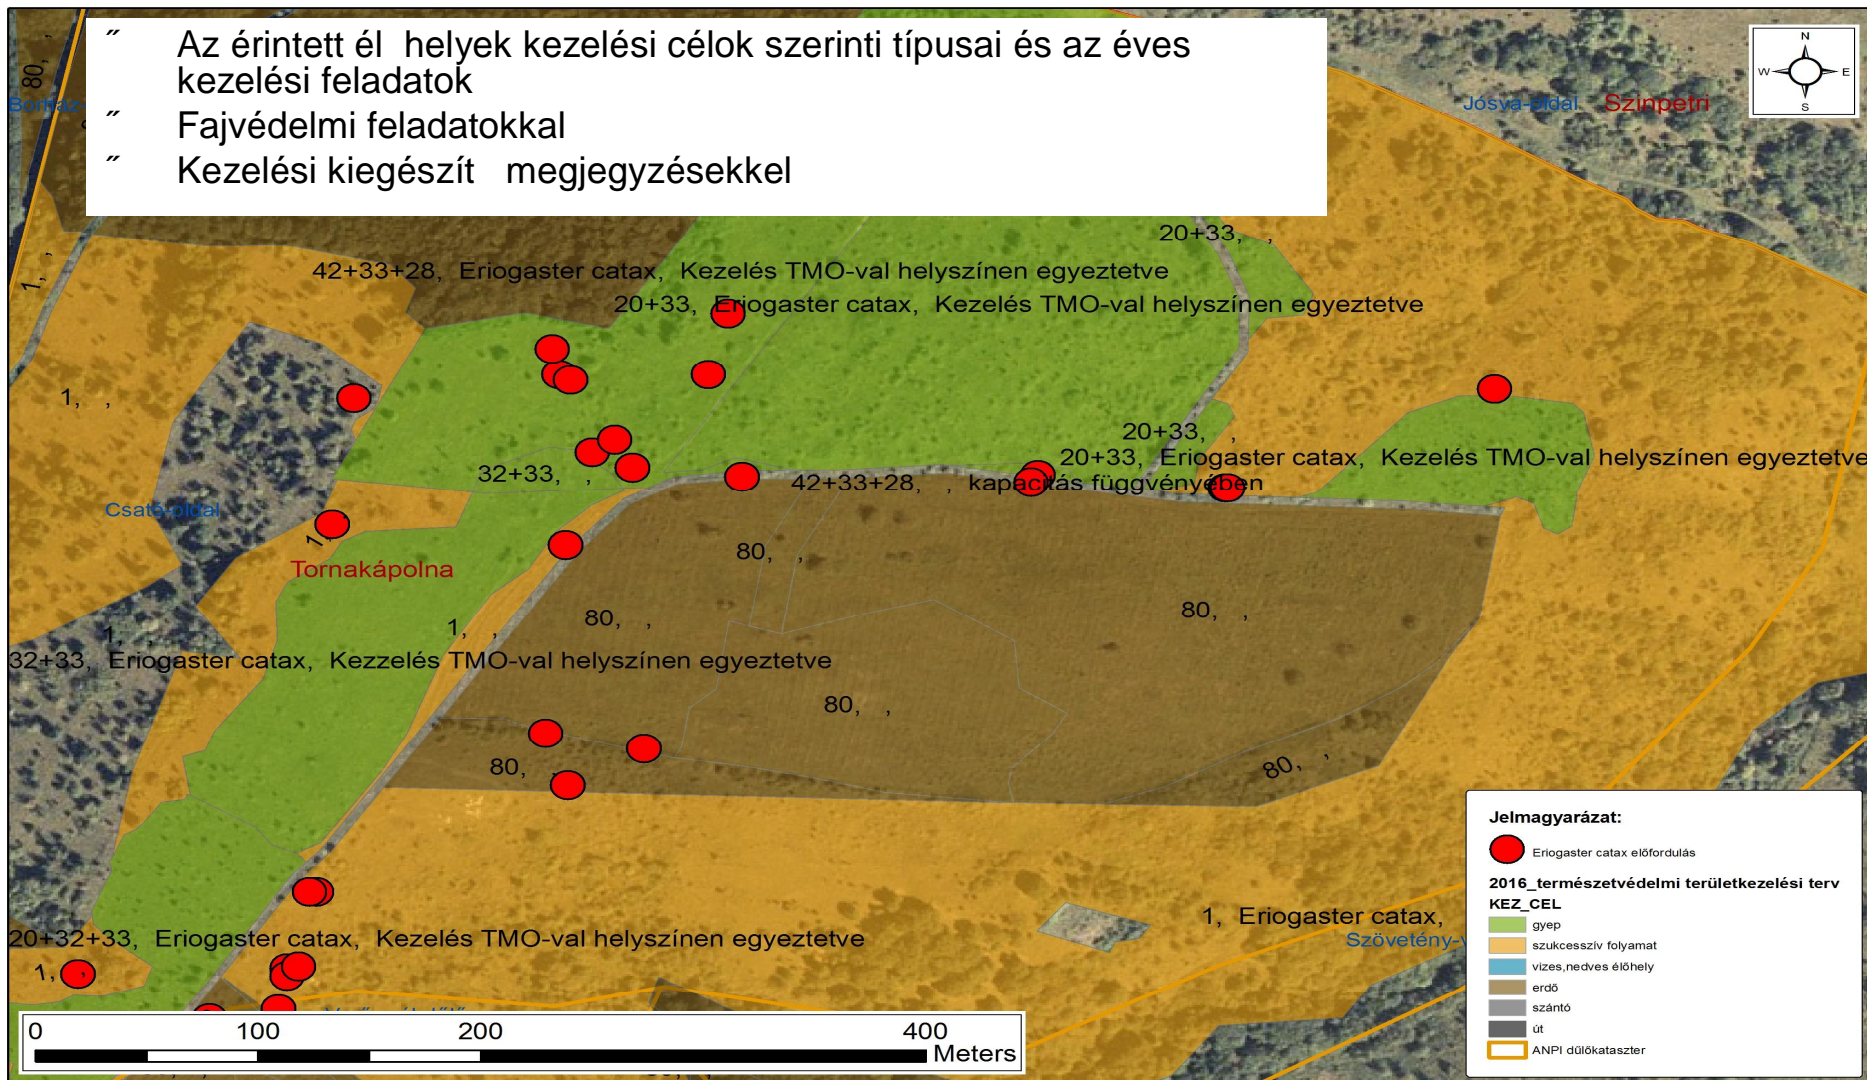 ˝ Az érintett él helyek kezelési célok szerinti típusai és az éves
kezelési feladatok
˝ Fajvédelmi feladatokkal
˝ Kezelési kiegészít megjegyzésekkel
N
W E
S
80, ,
1, ,
Jósva-oldal Szinpetri
20+33, ,
42+33+28, Eriogaster catax, Kezelés TMO-val helyszínen egyeztetve
20+33, Eriogaster catax, Kezelés TMO-val helyszínen egyeztetve
1, ,
20+33, ,
20+33, Eriogaster catax, Kezelés TMO-val helyszínen egyeztetve
32+33, ,
42+33+28, , kapacitás függvényében
Csató-oldal
1, ,
80, ,
Tornakápolna
80, ,
80, ,
1, ,
1, ,
32+33, Eriogaster catax, Kezzelés TMO-val helyszínen egyeztetve
80, ,
80, ,
80, ,
1, Eriogaster catax,
20+32+33, Eriogaster catax, Kezelés TMO-val helyszínen egyeztetve
1, ,
0 100 200 400
Meters
Jelmagyarázat:
Eriogaster catax előfordulás
2016_természetvédelmi területkezelési terv
KEZ_CEL
gyep
szukcesszív folyamat
vizes,nedves élőhely
erdő
szántó
út
ANPI dűlőkataszter